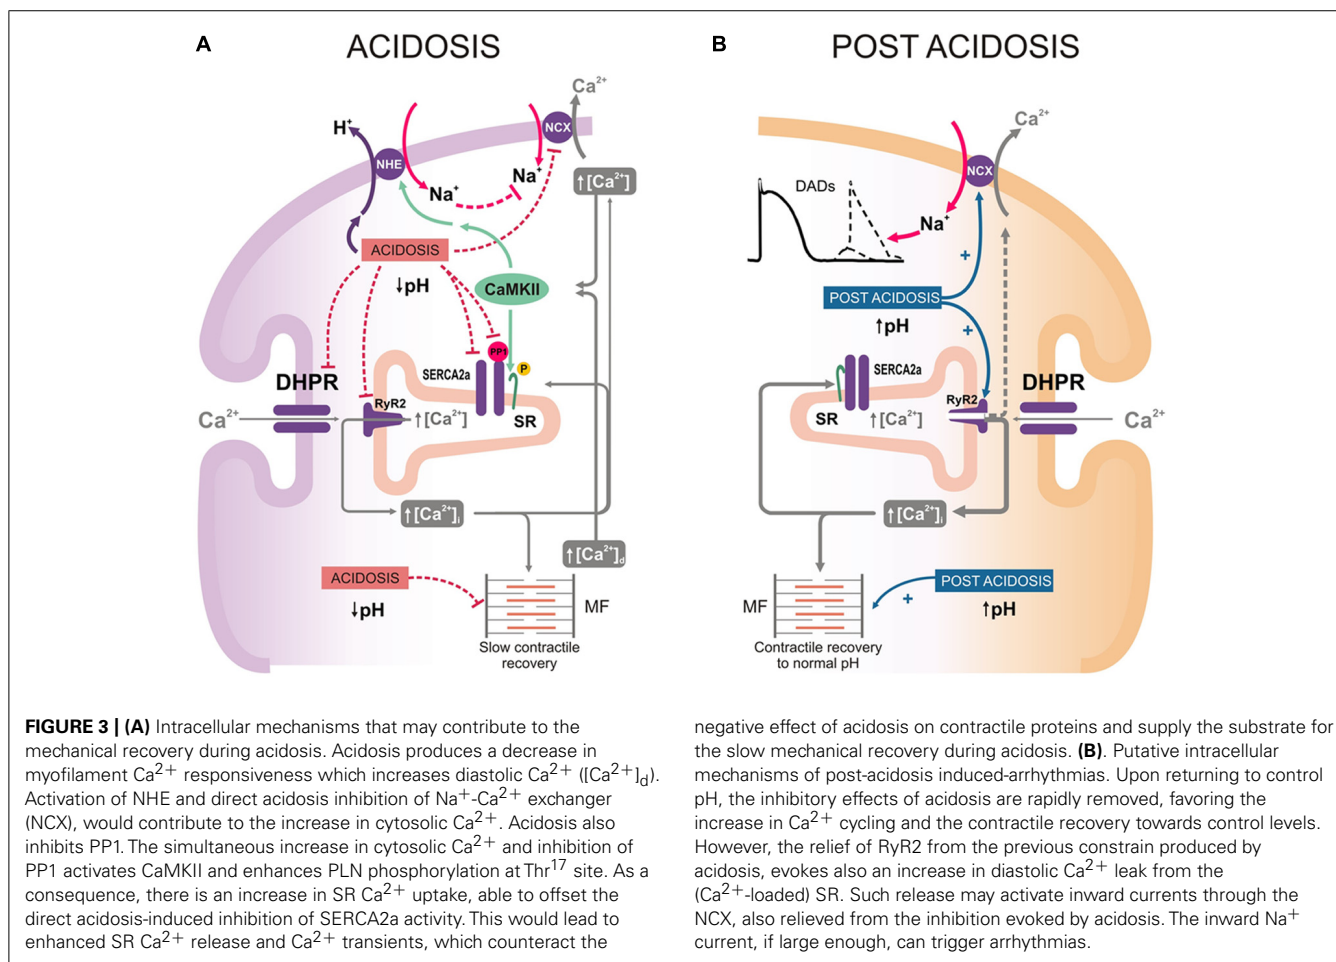 A
ACIDOSIS
Ca2+
H+
NCX
NHE
Na+
Na+
↑[Ca2+]
ACIDOSIS
↓pH
CaMKII
PP1
P
SERCA2a
DHPR
RyR2
Ca2+
↑[Ca2+]
SR
↑[Ca2+]i
↑[Ca2+]d
ACIDOSIS
↓pH
MF
Slow contractile
recovery
B
POST ACIDOSIS
Ca2+
NCX
DADs
Na+
+
POST ACIDOSIS
↑pH
+
SERCA2a
RyR2
DHPR
SR
↑[Ca2+]
Ca2+
↑[Ca2+]i
POST ACIDOSIS
+
↑pH
MF
Contractile recovery
to normal pH
FIGURE 3 | (A) Intracellular mechanisms that may contribute to the
mechanical recovery during acidosis. Acidosis produces a decrease in
myofilament Ca2+ responsiveness which increases diastolic Ca2+ ([Ca2+]d).
Activation of NHE and direct acidosis inhibition of Na+-Ca2+ exchanger
(NCX), would contribute to the increase in cytosolic Ca2+. Acidosis also
inhibits PP1. The simultaneous increase in cytosolic Ca2+ and inhibition of
PP1 activates CaMKII and enhances PLN phosphorylation at Thr17 site. As a
consequence, there is an increase in SR Ca2+ uptake, able to offset the
direct acidosis-induced inhibition of SERCA2a activity. This would lead to
enhanced SR Ca2+ release and Ca2+ transients, which counteract the
negative effect of acidosis on contractile proteins and supply the substrate for
the slow mechanical recovery during acidosis. (B). Putative intracellular
mechanisms of post-acidosis induced-arrhythmias. Upon returning to control
pH, the inhibitory effects of acidosis are rapidly removed, favoring the
increase in Ca2+ cycling and the contractile recovery towards control levels.
However, the relief of RyR2 from the previous constrain produced by
acidosis, evokes also an increase in diastolic Ca2+ leak from the
(Ca2+-loaded) SR. Such release may activate inward currents through the
NCX, also relieved from the inhibition evoked by acidosis. The inward Na+
current, if large enough, can trigger arrhythmias.